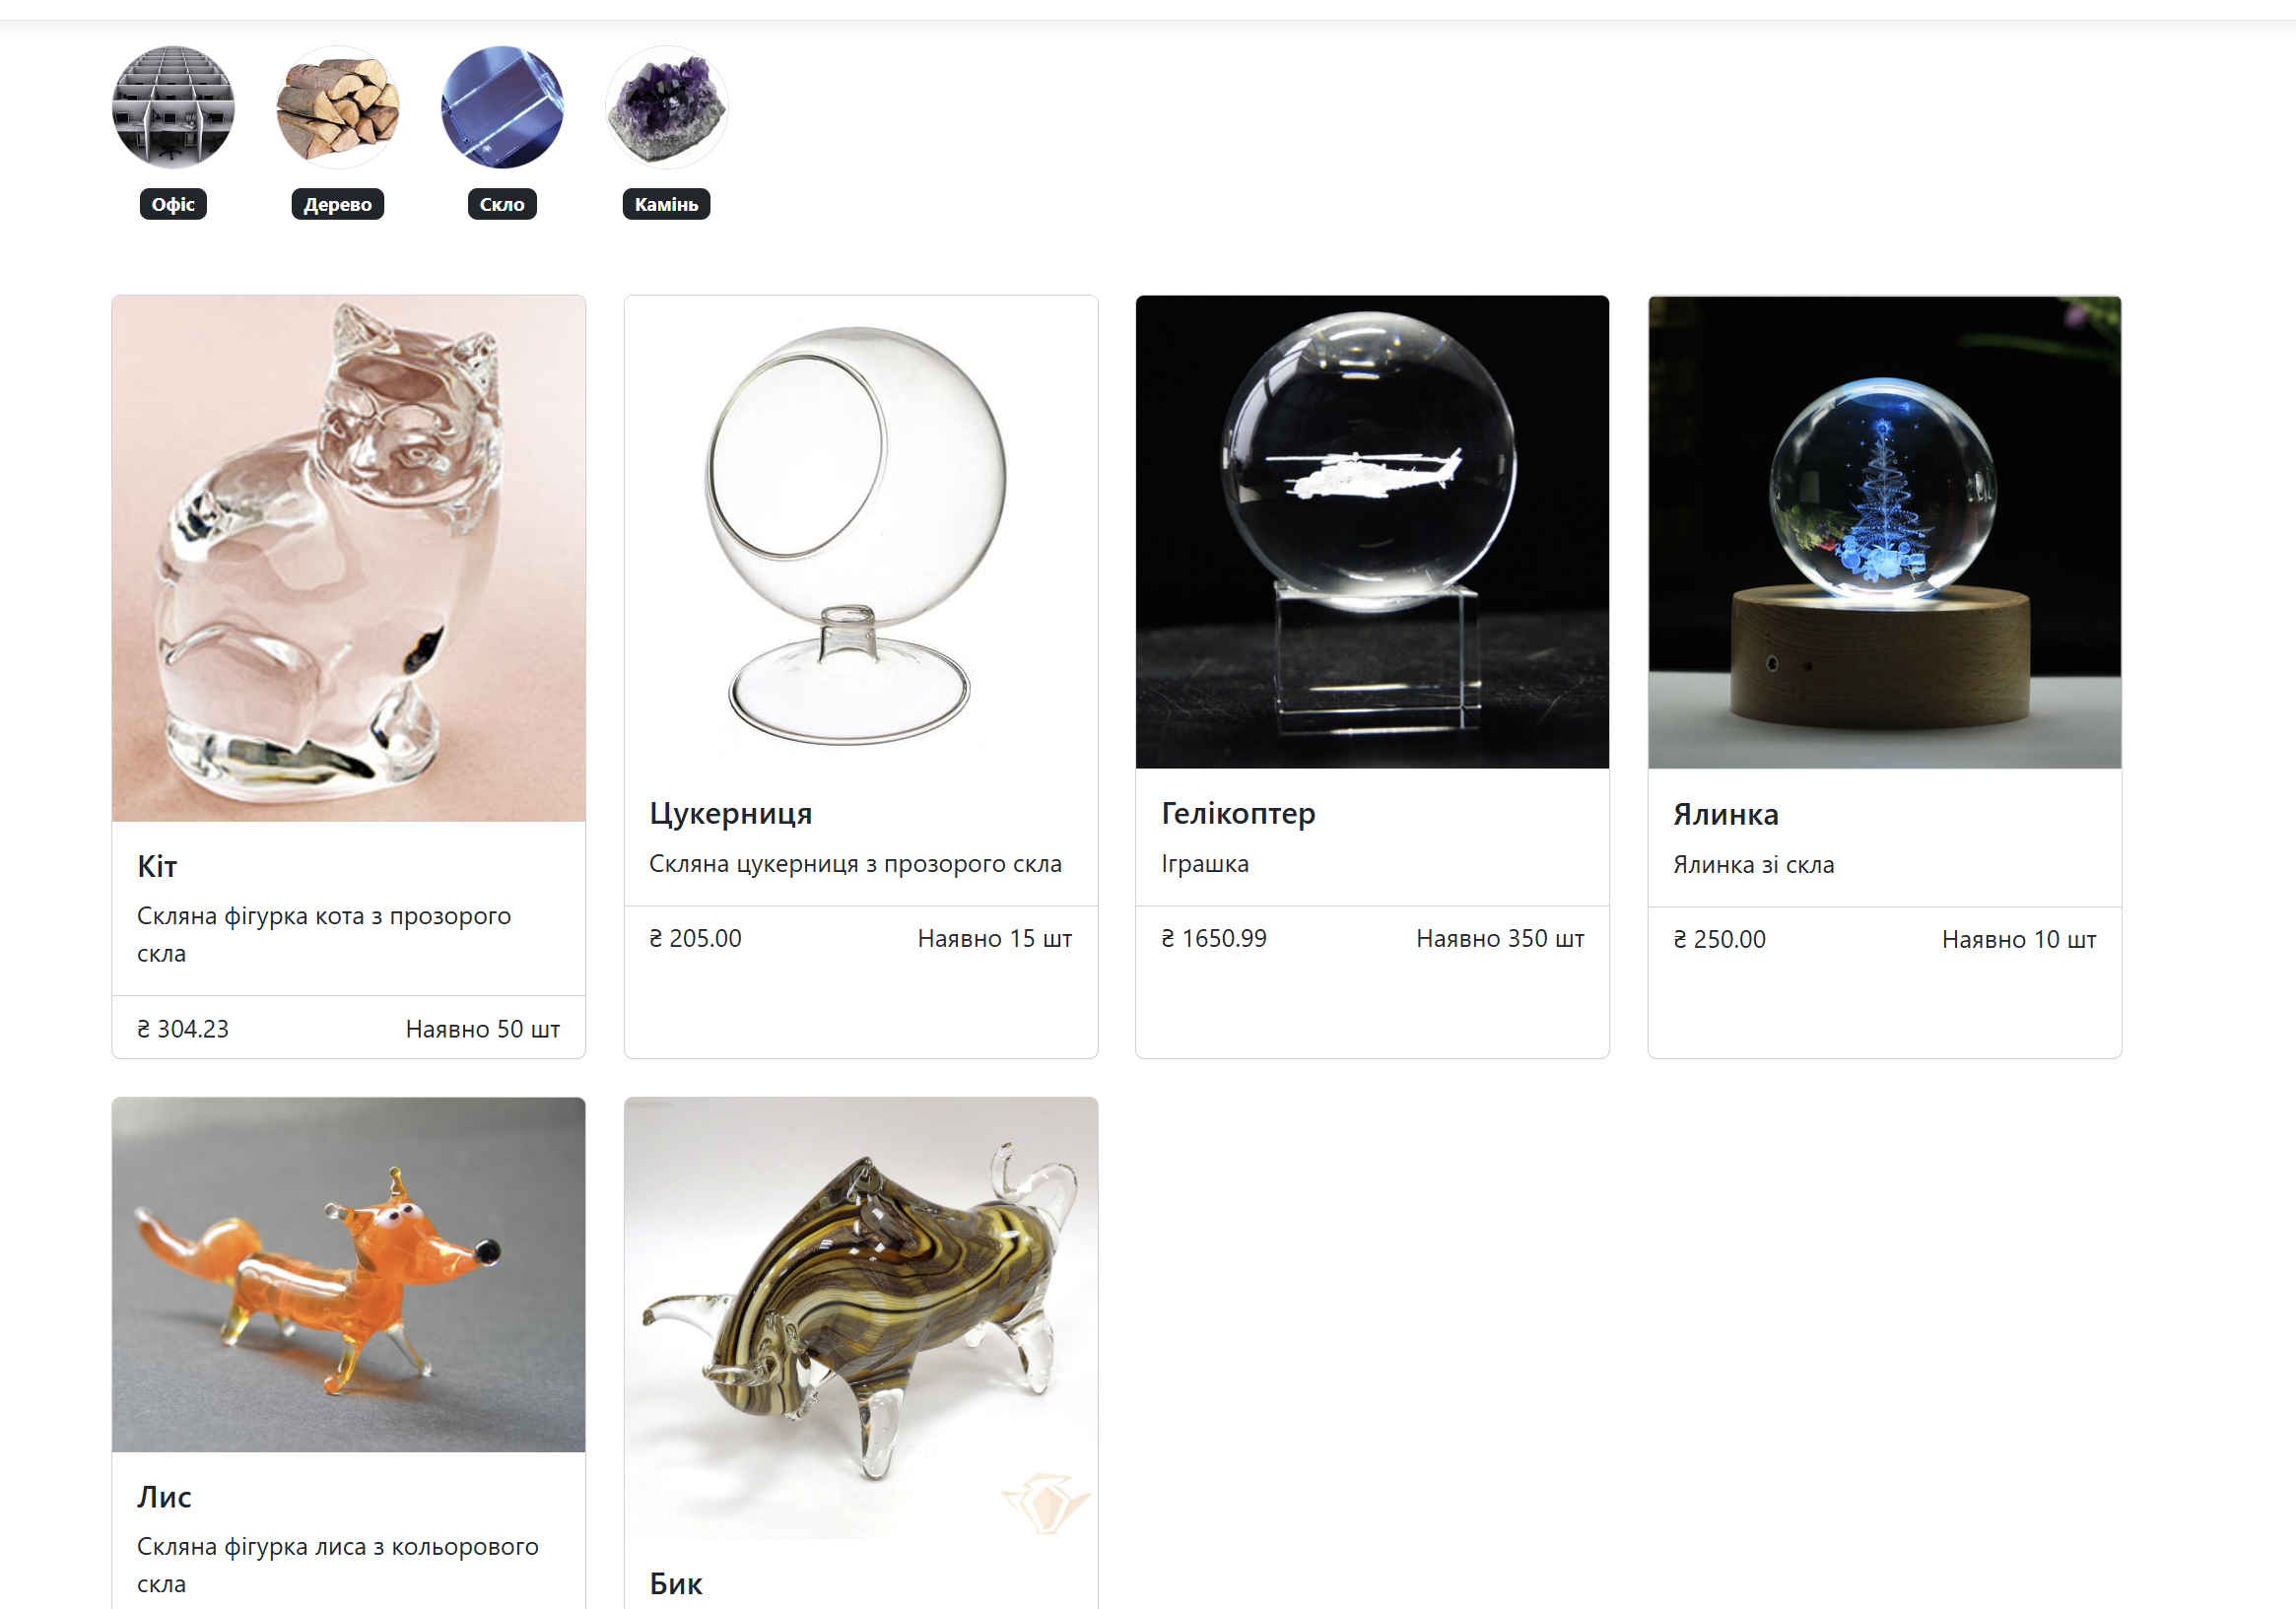 Офіс
Дерево
Скло
Камінь
Кіт
Скляна фігурка кота з прозорого
скла
₴ 304.23
Наявно 50 шт
Цукерниця
Скляна цукерниця з прозорого скла
₴ 205.00
Наявно 15 шт
Гелікоптер
Іграшка
₴ 1650.99
Наявно 350 шт
Ялинка
Ялинка зі скла
₴ 250.00
Наявно 10 шт
Лис
Скляна фігурка лиса з кольорового
скла
Бик